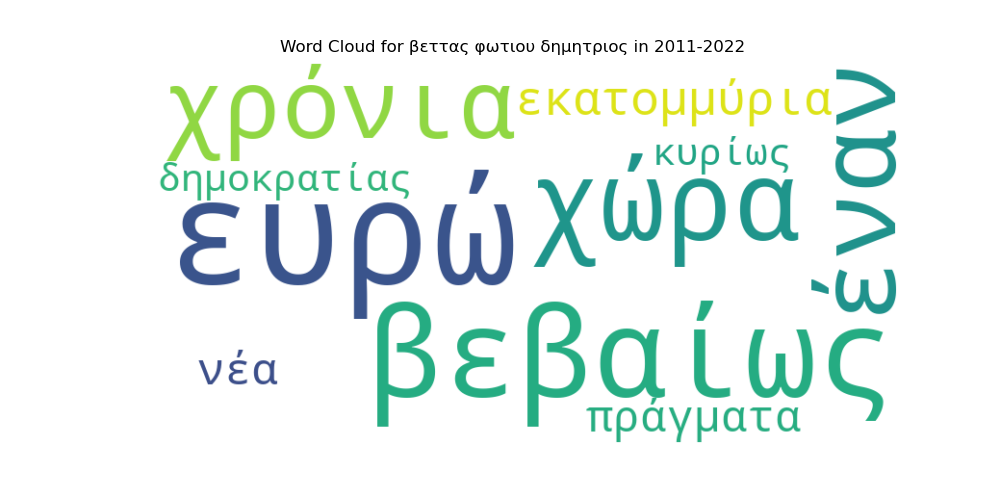 Word Cloud for βεττας φωτιου δημητριος in 2011-2022
χρόνια
εκατομμύρια
έναν
κυρίως
δημοκρατίας
χώρα
ευρώ
βεβαίως
νέα
πράγματα